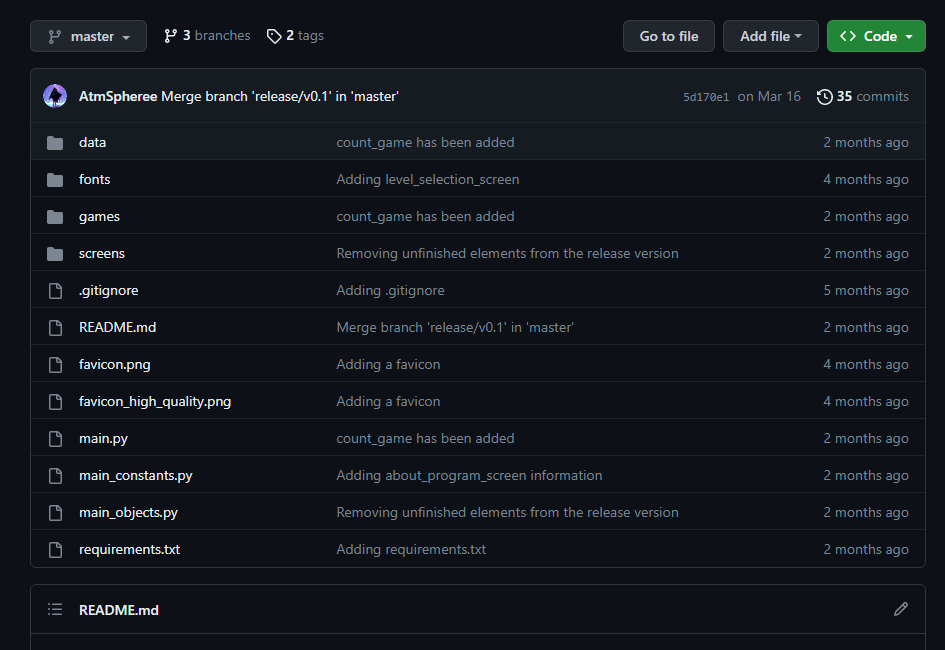 master 3 branches 2 tags Go to file Add file Code
AtmSpheree Merge branch 'release/v0.1' in 'master' 5d170e1 on Mar 16 35 commits
data count_game has been added 2 months ago
fonts Adding level_selection_screen 4 months ago
games count_game has been added 2 months ago
screens Removing unfinished elements from the release version 2 months ago
.gitignore Adding .gitignore 5 months ago
README.md Merge branch 'release/v0.1' in 'master' 2 months ago
favicon.png Adding a favicon 4 months ago
favicon_high_quality.png Adding a favicon 4 months ago
main.py count_game has been added 2 months ago
main_constants.py Adding about_program_screen information 2 months ago
main_objects.py Removing unfinished elements from the release version 2 months ago
requirements.txt Adding requirements.txt 2 months ago
README.md